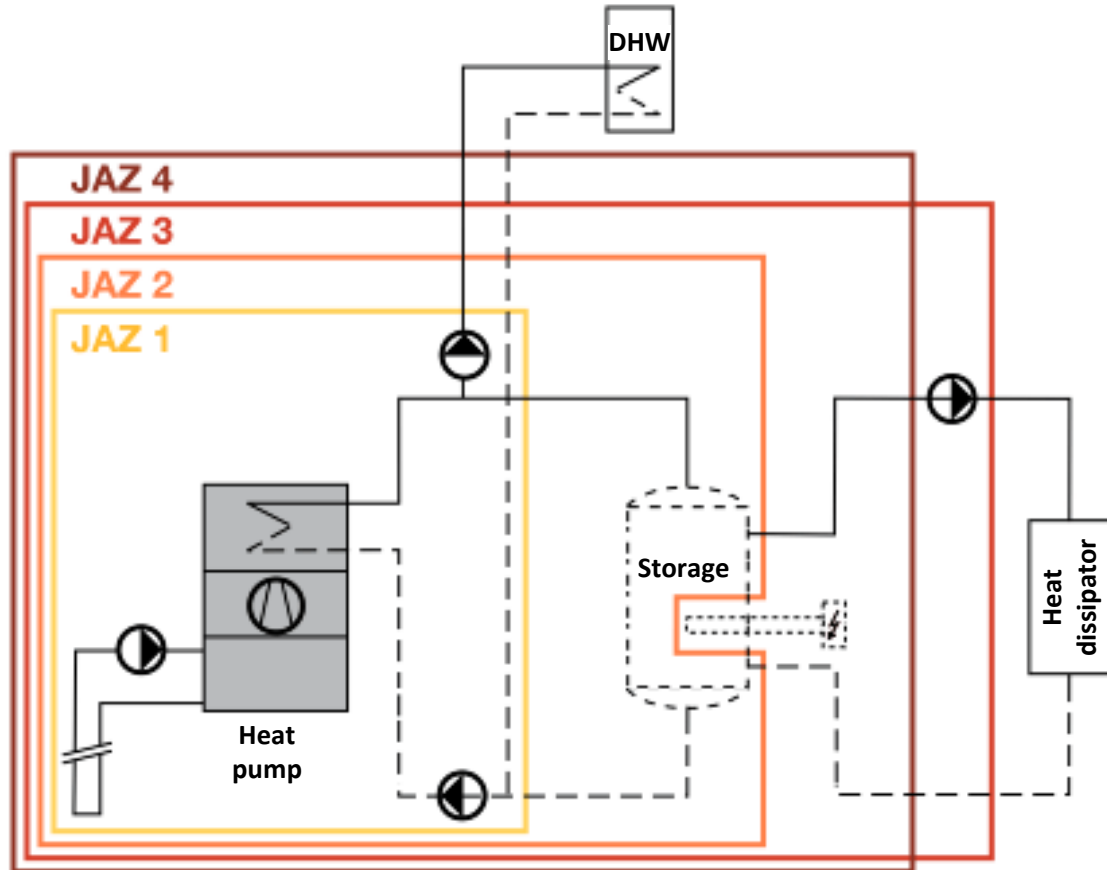 DHW
JAZ 4
JAZ 3
JAZ 2
JAZ 1
Storage
Heat
dissipator
Heat
pump